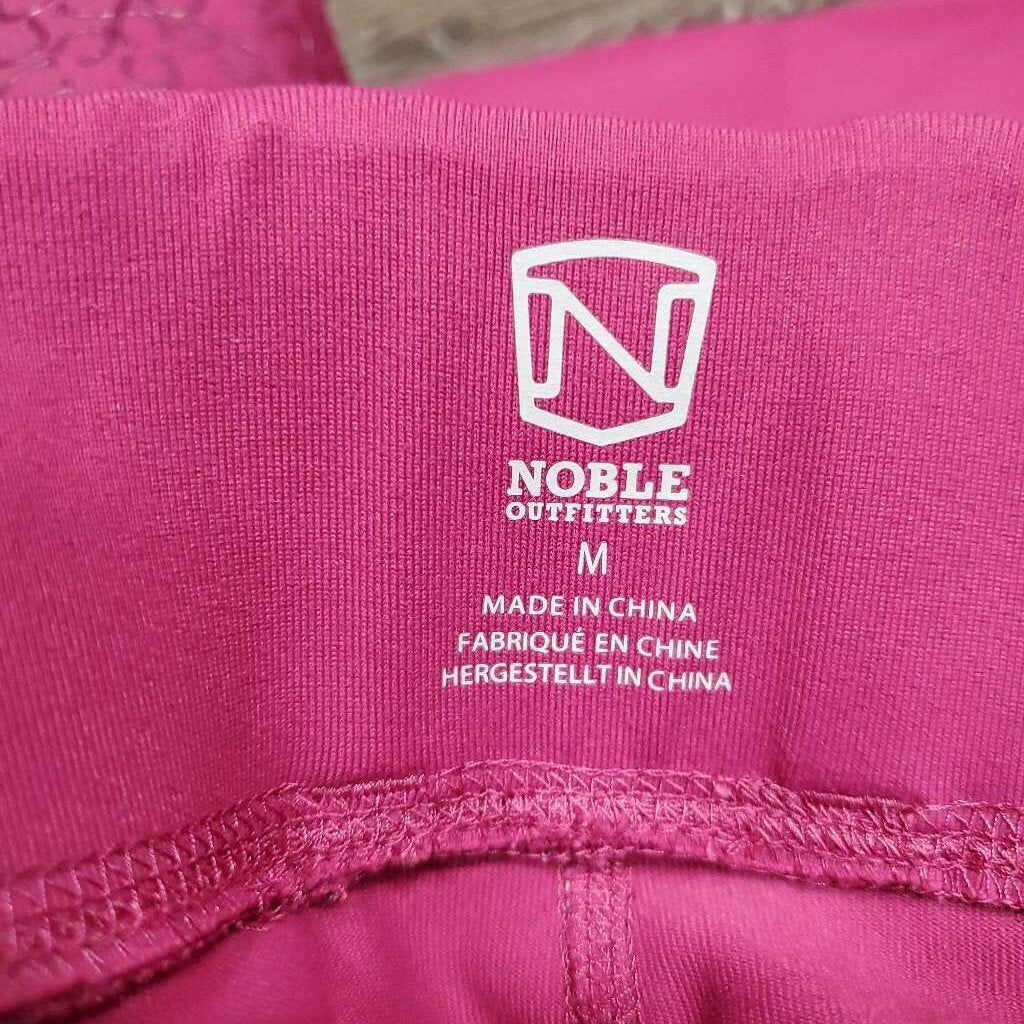 N
NOBLE
OUTFITTERS
M
MADE IN CHINA
FABRIQUÉ EN CHINE
HERGESTELLT IN CHINA